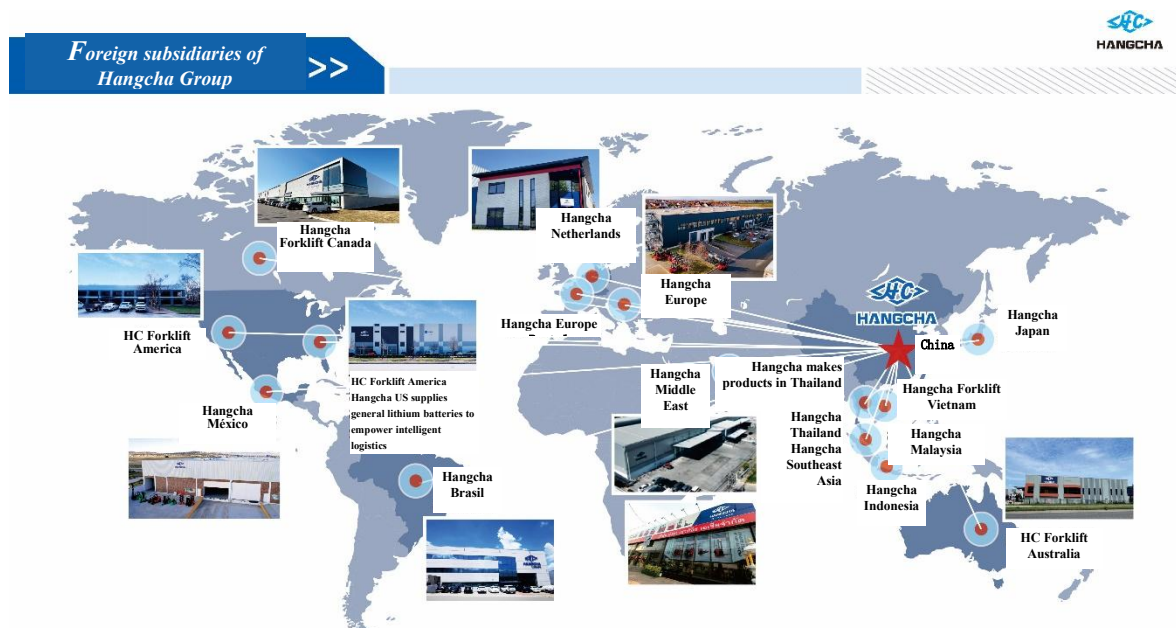 HC
HANGCHA
Foreign subsidiaries of
Hangcha Group
>>
Hangcha
Forklift Canada
Hangcha
Netherlands
Hangcha
Europe
Hangcha Europe
HC
HANGCHA
China
Hangcha
Japan
HC Forklift
America
HC Forklift America
Hangcha US supplies
general lithium batteries to
empower intelligent
logistics
Hangcha
México
Hangcha
Brasil
Hangcha
Middle
East
Hangcha makes
products in Thailand
Hangcha Forklift
Vietnam
Hangcha
Thailand
Hangcha
Southeast
Asia
Hangcha
Malaysia
Hangcha
Indonesia
HC Forklift
Australia
HANGCHA